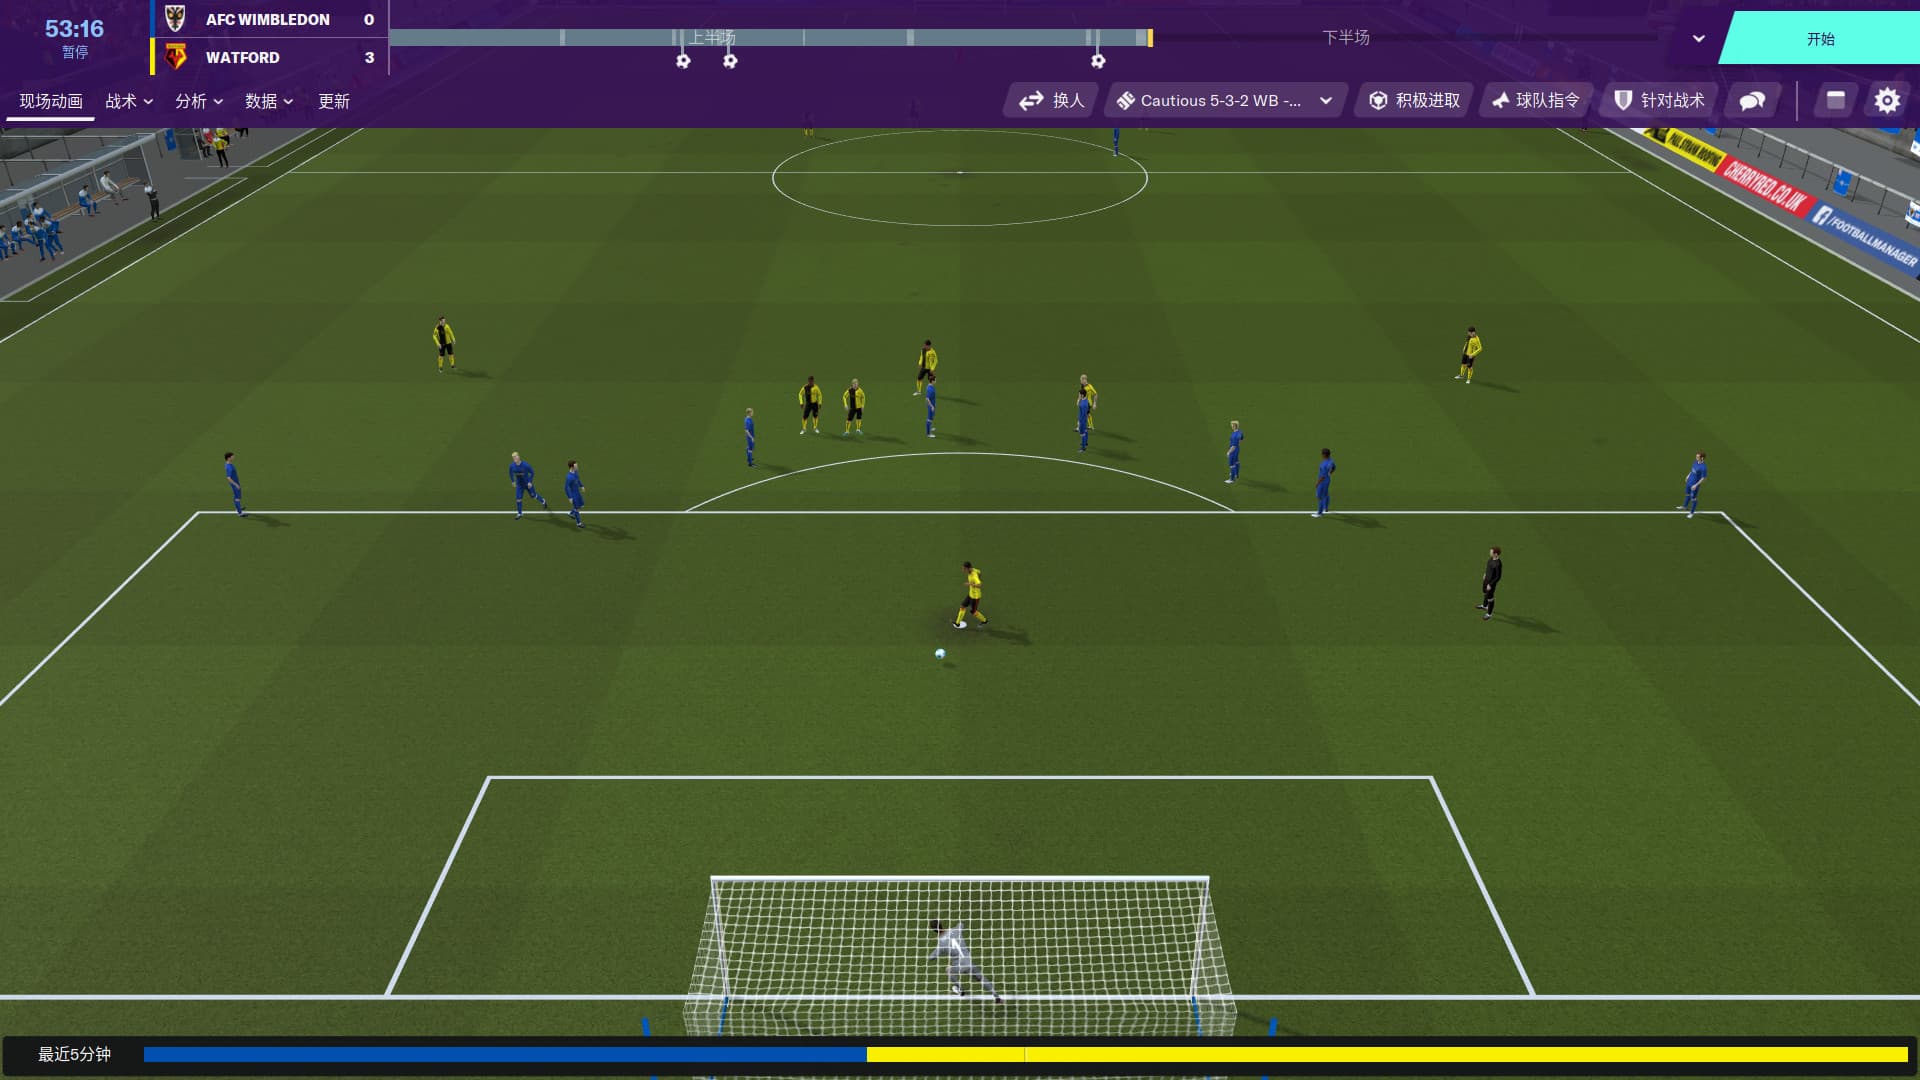 53:16
暂停
AFC WIMBLEDON 0
WATFORD 3
上半场
下半场
开始
现场动画
战术
分析
数据
更新
换人
Cautious 5-3-2 WB -...
积极进取
球队指令
针对战术
PAUL STRANK ROOFING
CHERRYRED.CO.UK
/FOOTBALLMANAGER
最近5分钟